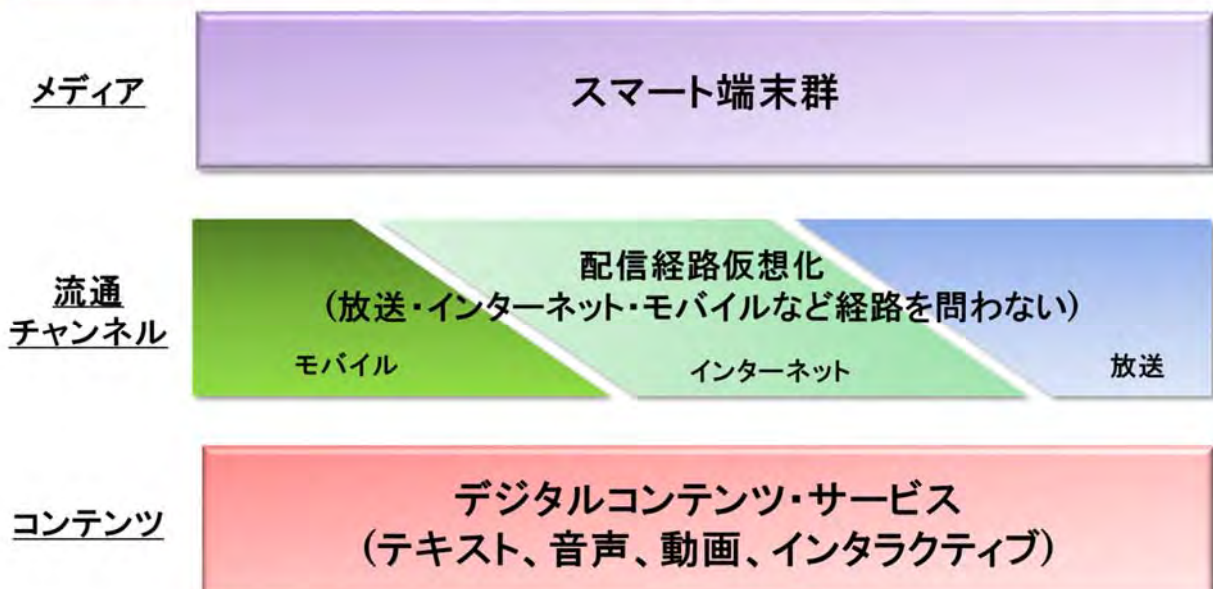 メディア
スマート端末群
流通
チャンネル
配信経路仮想化
(放送・インターネット・モバイルなど経路を問わない)
モバイル
インターネット
放送
コンテンツ
デジタルコンテンツ・サービス
(テキスト、音声、動画、インタラクティブ)